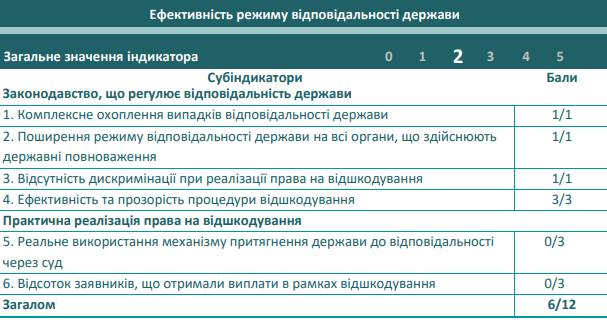 Ефективність режиму відповідальності держави
Загальне значення індикатора 0 1 2 3 4 5
Субіндикатори Бали
Законодавство, що регулює відповідальність держави
1. Комплексне охоплення випадків відповідальності держави 1/1
2. Поширення режиму відповідальності держави на всі органи, що здійснюють 1/1
державні повноваження
3. Відсутність дискримінації при реалізації права на відшкодування 1/1
4. Ефективність та прозорість процедури відшкодування 3/3
Практична реалізація права на відшкодування
5. Реальне використання механізму притягнення держави до відповідальності 0/3
через суд
6. Відсоток заявників, що отримали виплати в рамках відшкодування 0/3
Загалом 6/12